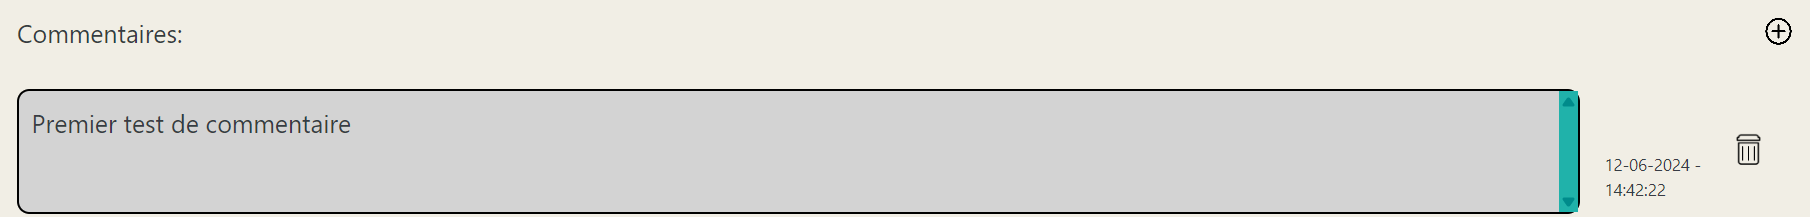 Commentaires:
Premier test de commentaire
12-06-2024 -
14:42:22